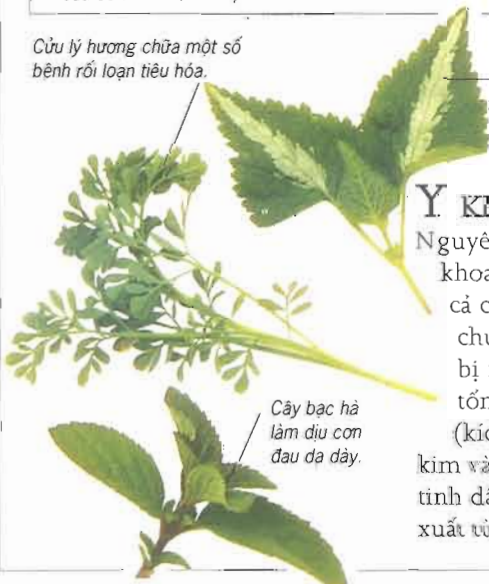 Cửu lý hương chữa một số
bệnh rối loạn tiêu hóa.
Cây bạc hà
làm dịu cơn
đau dạ dày.
Y
Nguyê
khoa
cả c
chu
bị
tổn
(kíc
kim và
tinh dầ
xuất từ